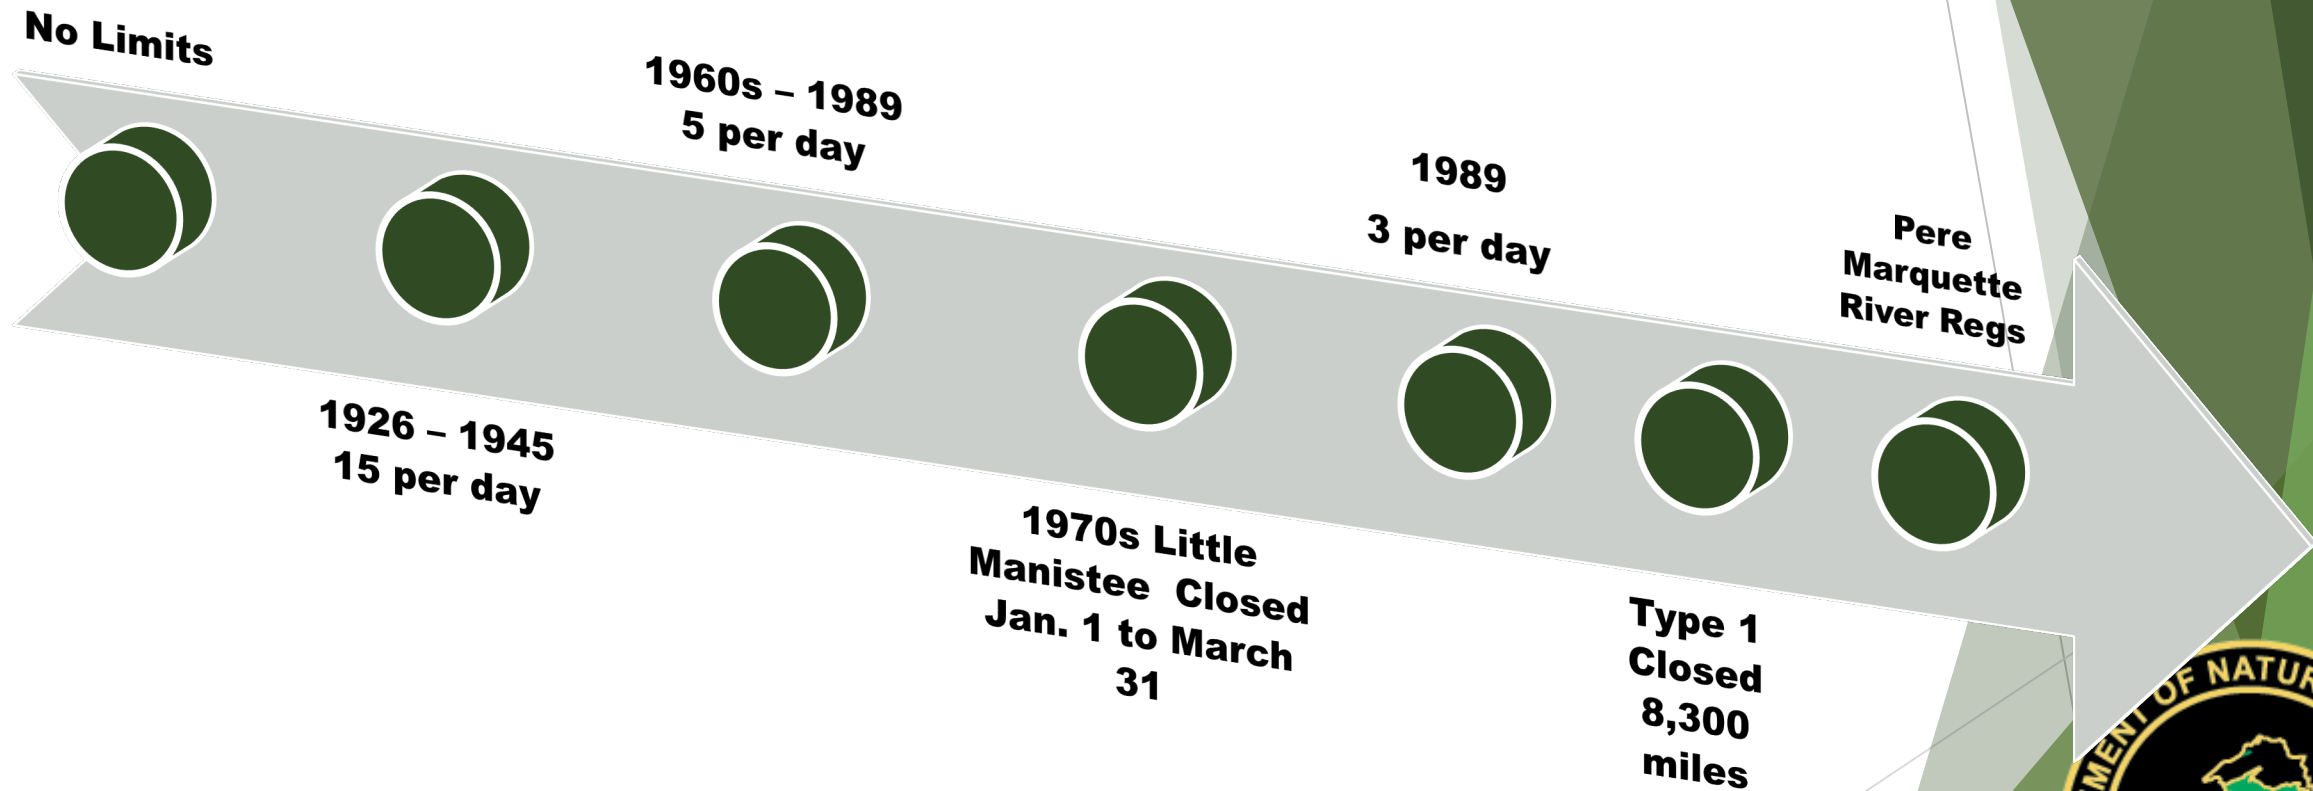 No Limits
1926 – 1945
15 per day
1960s – 1989
5 per day
1970s Little
Manistee Closed
Jan. 1 to March
31
1989
3 per day
Type 1
Closed
8,300
miles
Pere
Marquette
River Regs
OF